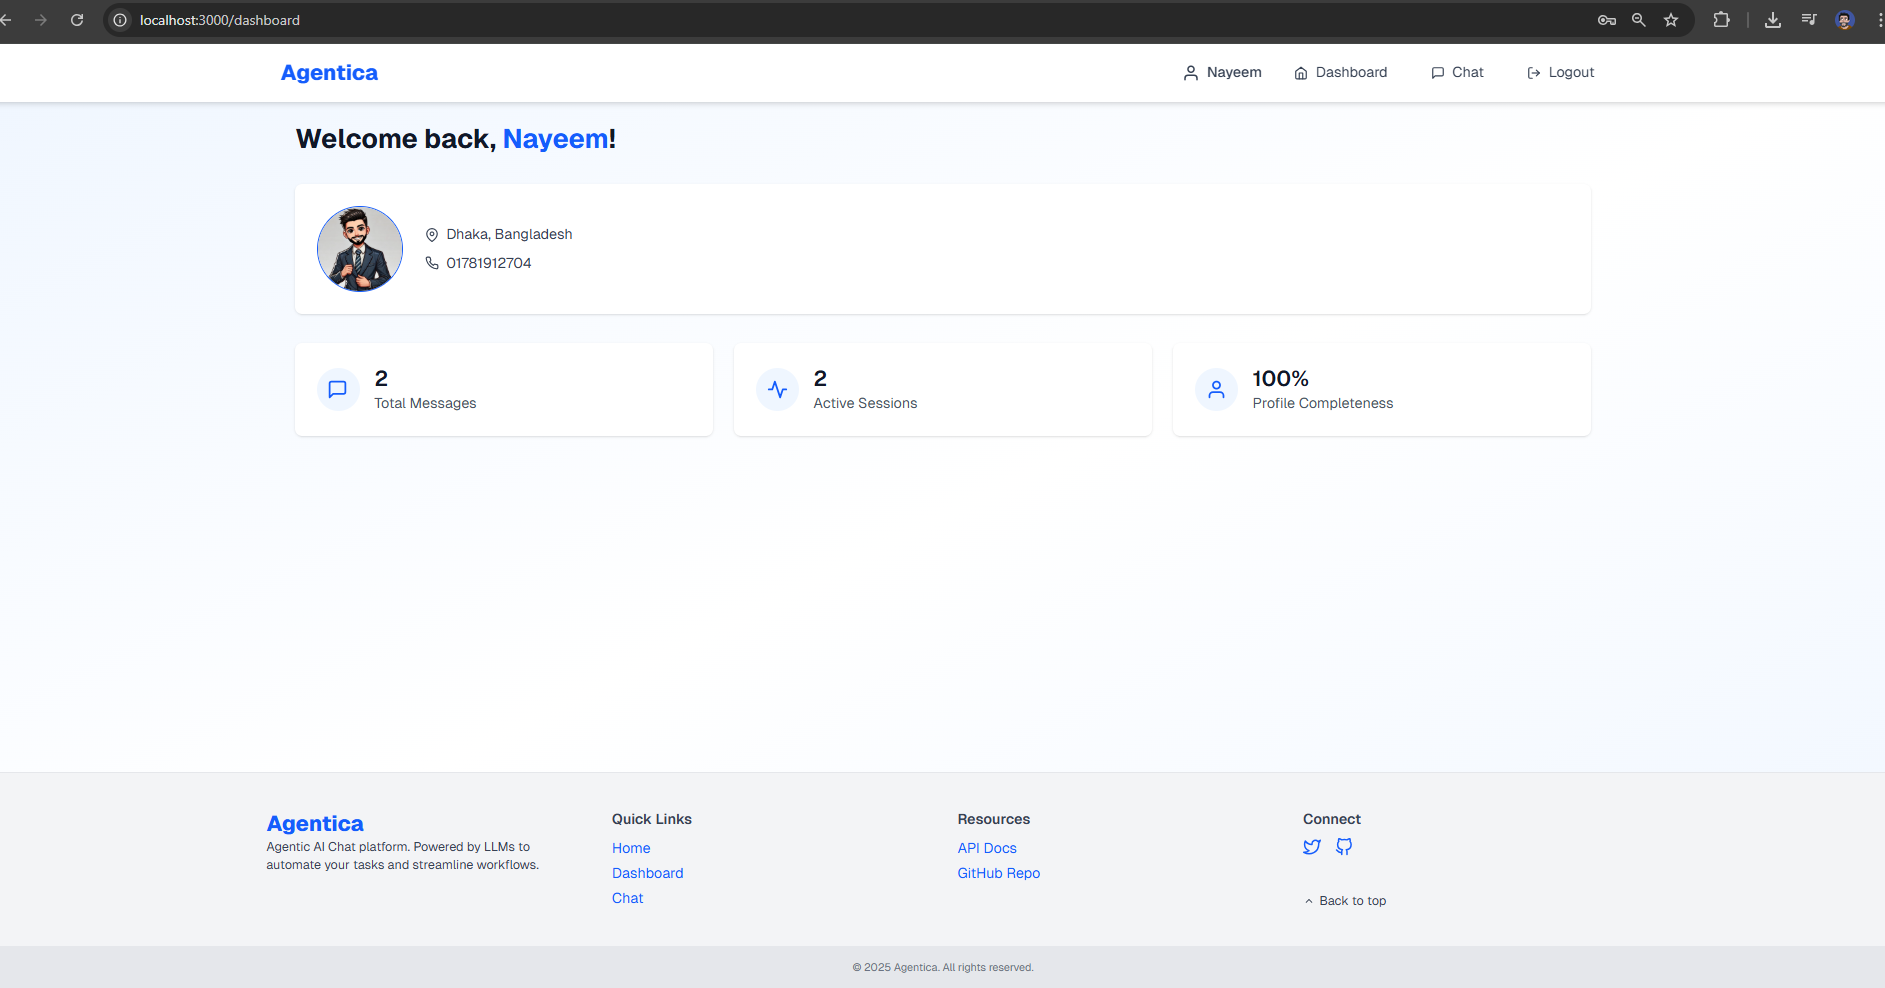 localhost:3000/dashboard
Agentica
Nayeem
Dashboard
Chat
Logout
Welcome back, Nayeem!
Dhaka, Bangladesh
01781912704
2
Total Messages
2
Active Sessions
100%
Profile Completeness
Agentica
Agentic AI Chat platform. Powered by LLMs to
automate your tasks and streamline workflows.
Quick Links
Home
Dashboard
Chat
Resources
API Docs
GitHub Repo
Connect
Back to top
© 2025 Agentica. All rights reserved.